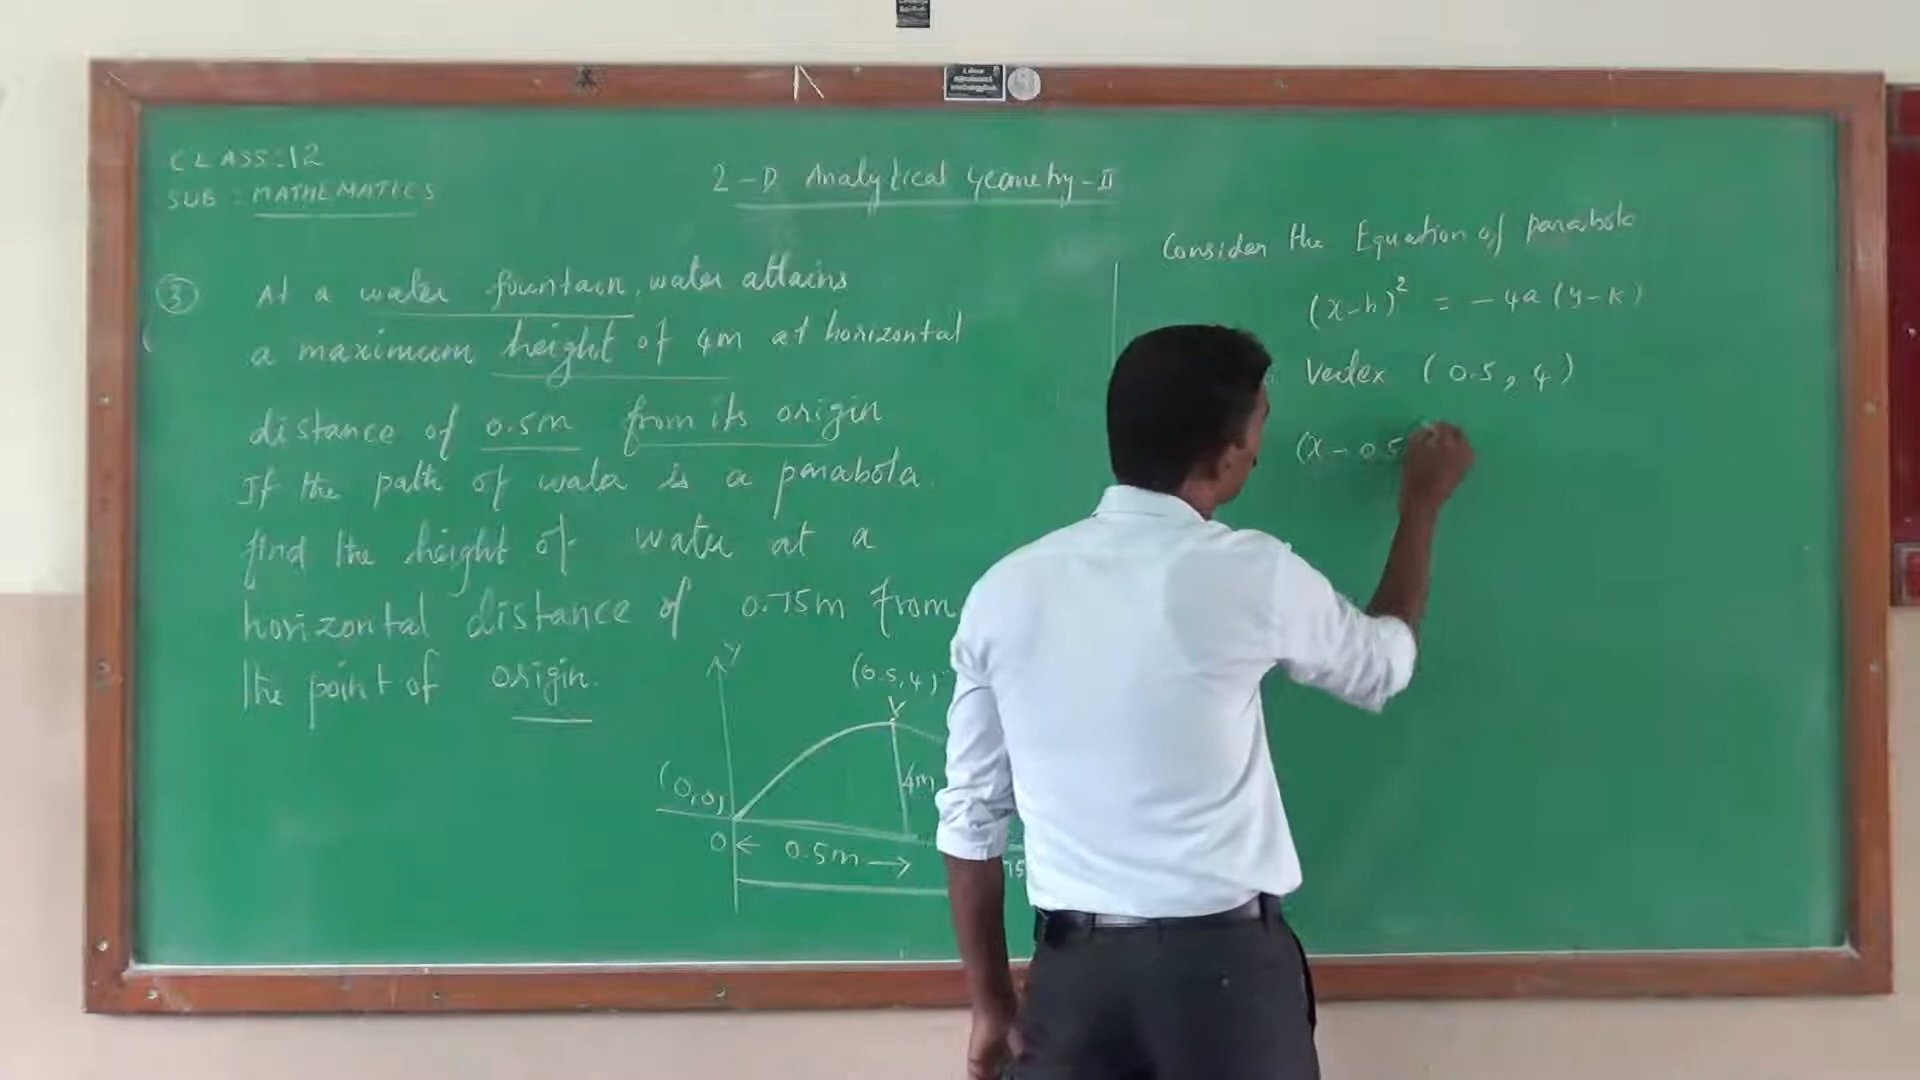 CLASS:12
SUB : MATHEMATICS
2-D Analytical Geometry-II
3
At a water fountain, water attains
a maximum height of 4m at horizontal
distance of 0.5m from its origin
If the path of water is a parabola.
find the height of water at a
horizontal distance of 0.75m from
the point of origin.
Y
(0.5,4)
V
4m
(0,0)
O
0.5m
75
Consider the Equation of parabola
(x-h)² = -4a (y-k)
Vertex (0.5, 4)
(x-0.5